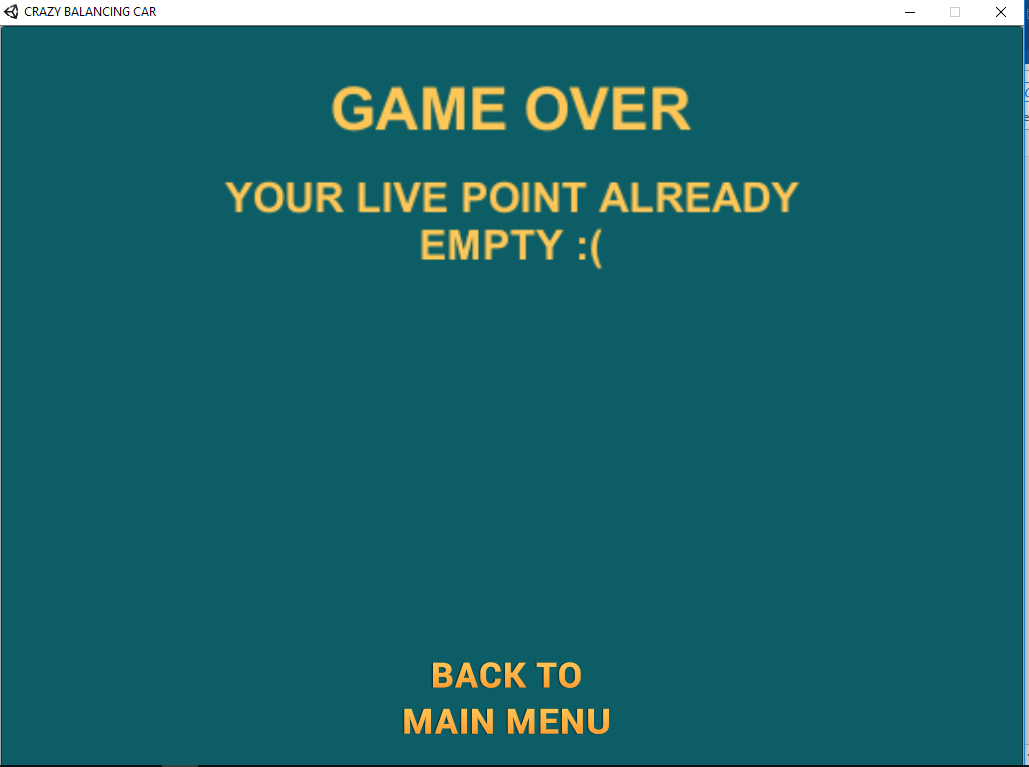 CRAZY BALANCING CAR
GAME OVER
YOUR LIVE POINT ALREADY
EMPTY :(
BACK TO
MAIN MENU